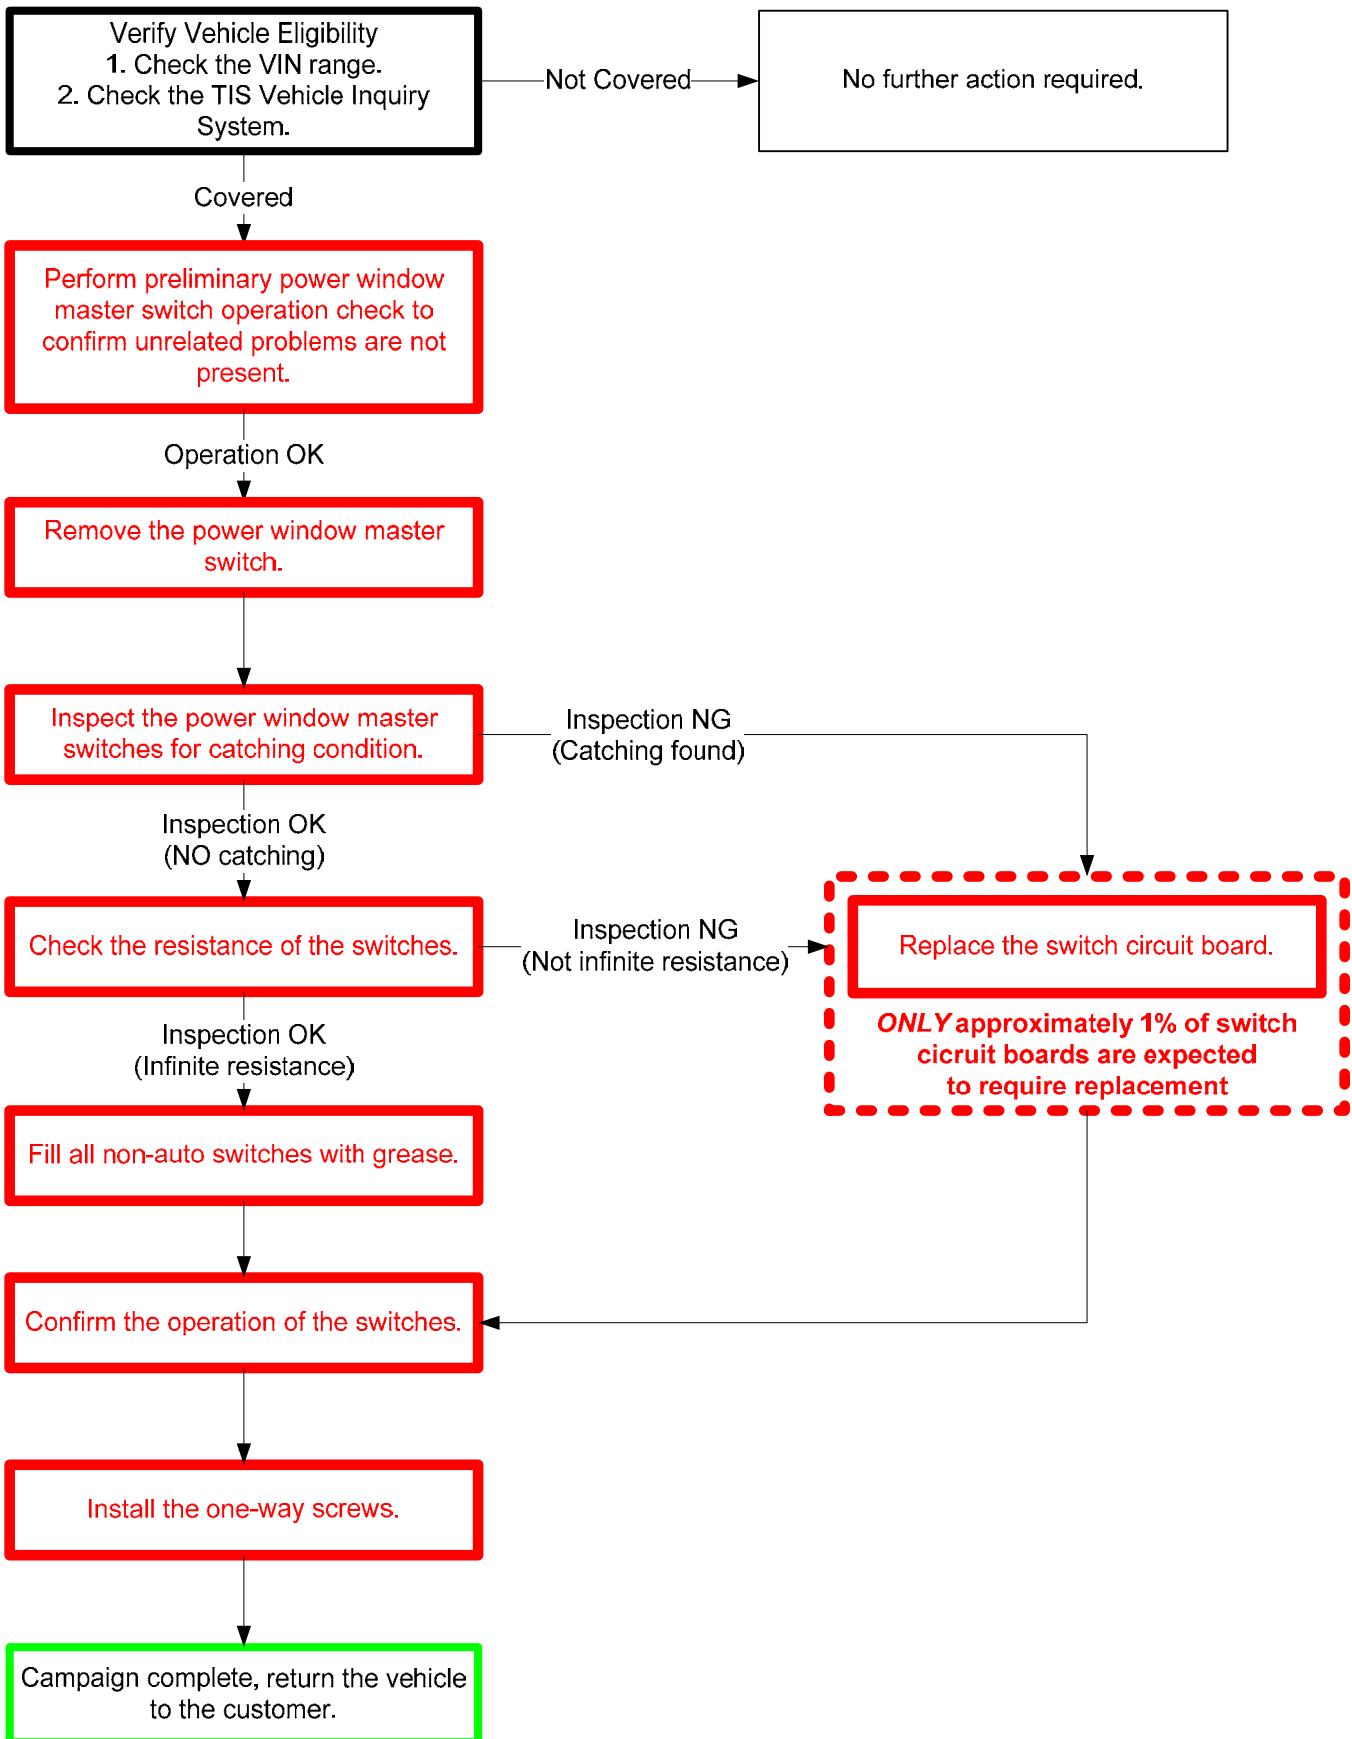 Verify Vehicle Eligibility
1. Check the VIN range.
2. Check the TIS Vehicle Inquiry
System.
Not Covered
No further action required.
Covered
Perform preliminary power window
master switch operation check to
confirm unrelated problems are not
present.
Operation OK
Remove the power window master
switch.
Inspect the power window master
switches for catching condition.
Inspection NG
(Catching found)
Inspection OK
(NO catching)
Check the resistance of the switches.
Inspection NG
(Not infinite resistance)
Replace the switch circuit board.
ONLY approximately 1% of switch
cicruit boards are expected
to require replacement
Inspection OK
(Infinite resistance)
Fill all non-auto switches with grease.
Confirm the operation of the switches.
Install the one-way screws.
Campaign complete, return the vehicle
to the customer.